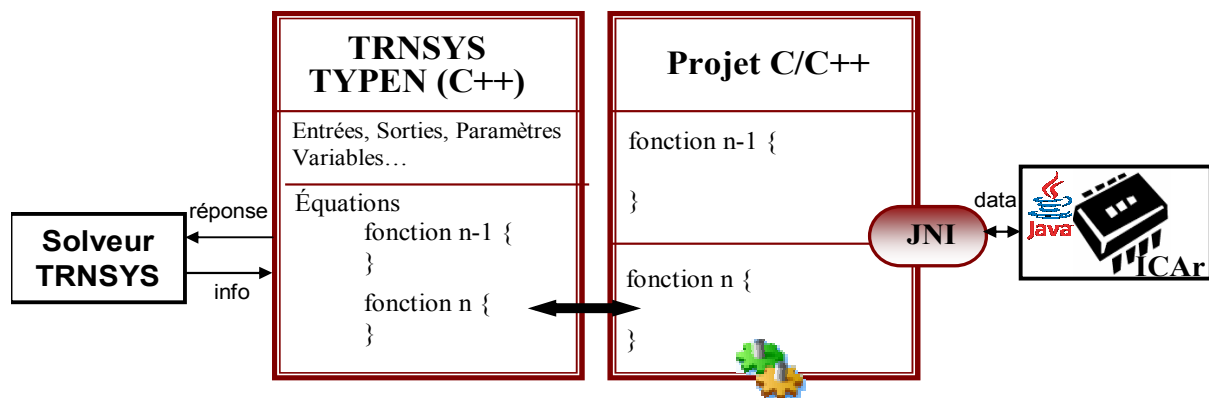 TRNSYS
TYPEN (C++)
Entrées, Sorties, Paramètres
Variables…
Équations
fonction n-1 {
}
fonction n {
}
Projet C/C++
fonction n-1 {
}
fonction n {
}
Solveur
TRNSYS
réponse
info
JNI
data
Java
ICAr